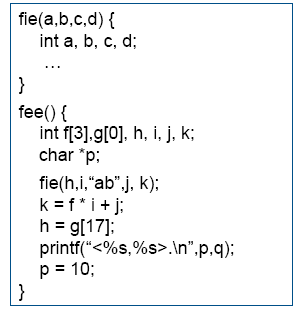 fie(a,b,c,d) {
int a, b, c, d;
…
}
fee() {
int f[3],g[0], h, i, j, k;
char *p;
fie(h,i,“ab”,j, k);
k = f * i + j;
h = g[17];
printf(“<%s,%s>.\n”,p,q);
p = 10;
}